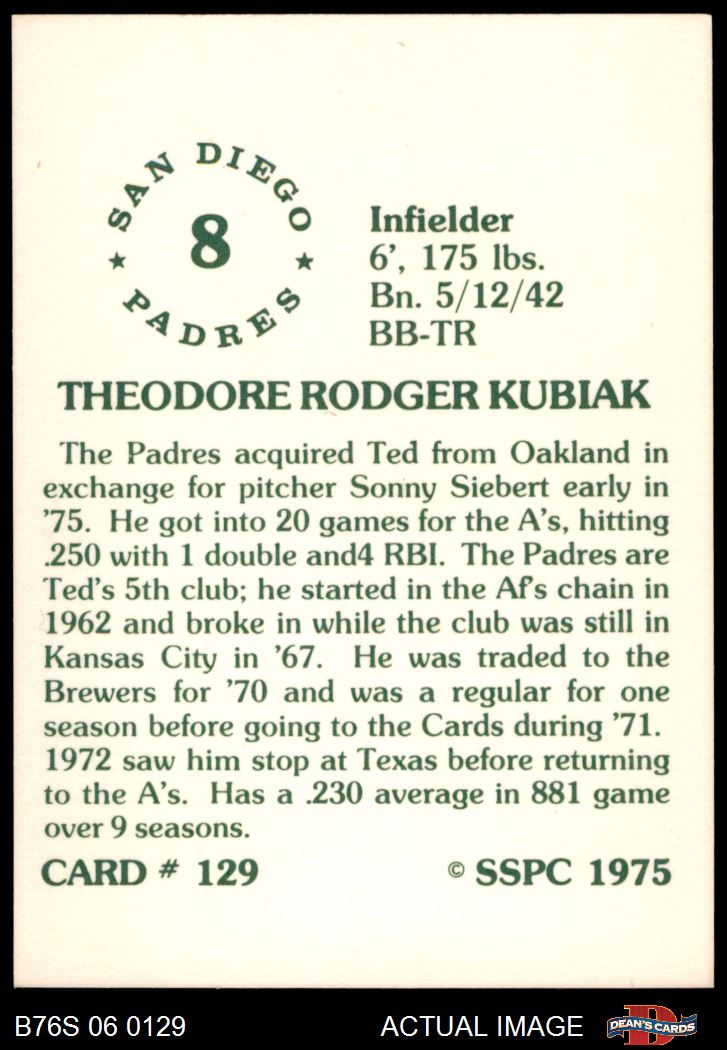 SAN DIEGO
8
★ ★
PADRES
Infielder
6', 175 lbs.
Bn. 5/12/42
BB-TR
THEODORE RODGER KUBIAK
The Padres acquired Ted from Oakland in
exchange for pitcher Sonny Siebert early in
'75. He got into 20 games for the A's, hitting
.250 with 1 double and4 RBI. The Padres are
Ted's 5th club; he started in the Af's chain in
1962 and broke in while the club was still in
Kansas City in '67. He was traded to the
Brewers for '70 and was a regular for one
season before going to the Cards during '71.
1972 saw him stop at Texas before returning
to the A's. Has a .230 average in 881 game
over 9 seasons.
CARD # 129 © SSPC 1975
B76S 06 0129 ACTUAL IMAGE D DEAN'S CARDS